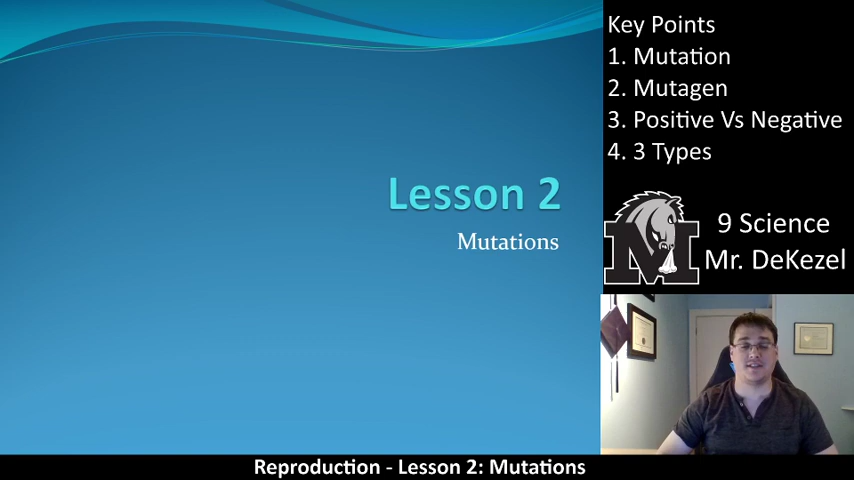 Lesson 2
Mutations
Key Points
1. Mutation
2. Mutagen
3. Positive Vs Negative
4. 3 Types
M
9 Science
Mr. DeKezel
Reproduction - Lesson 2: Mutations